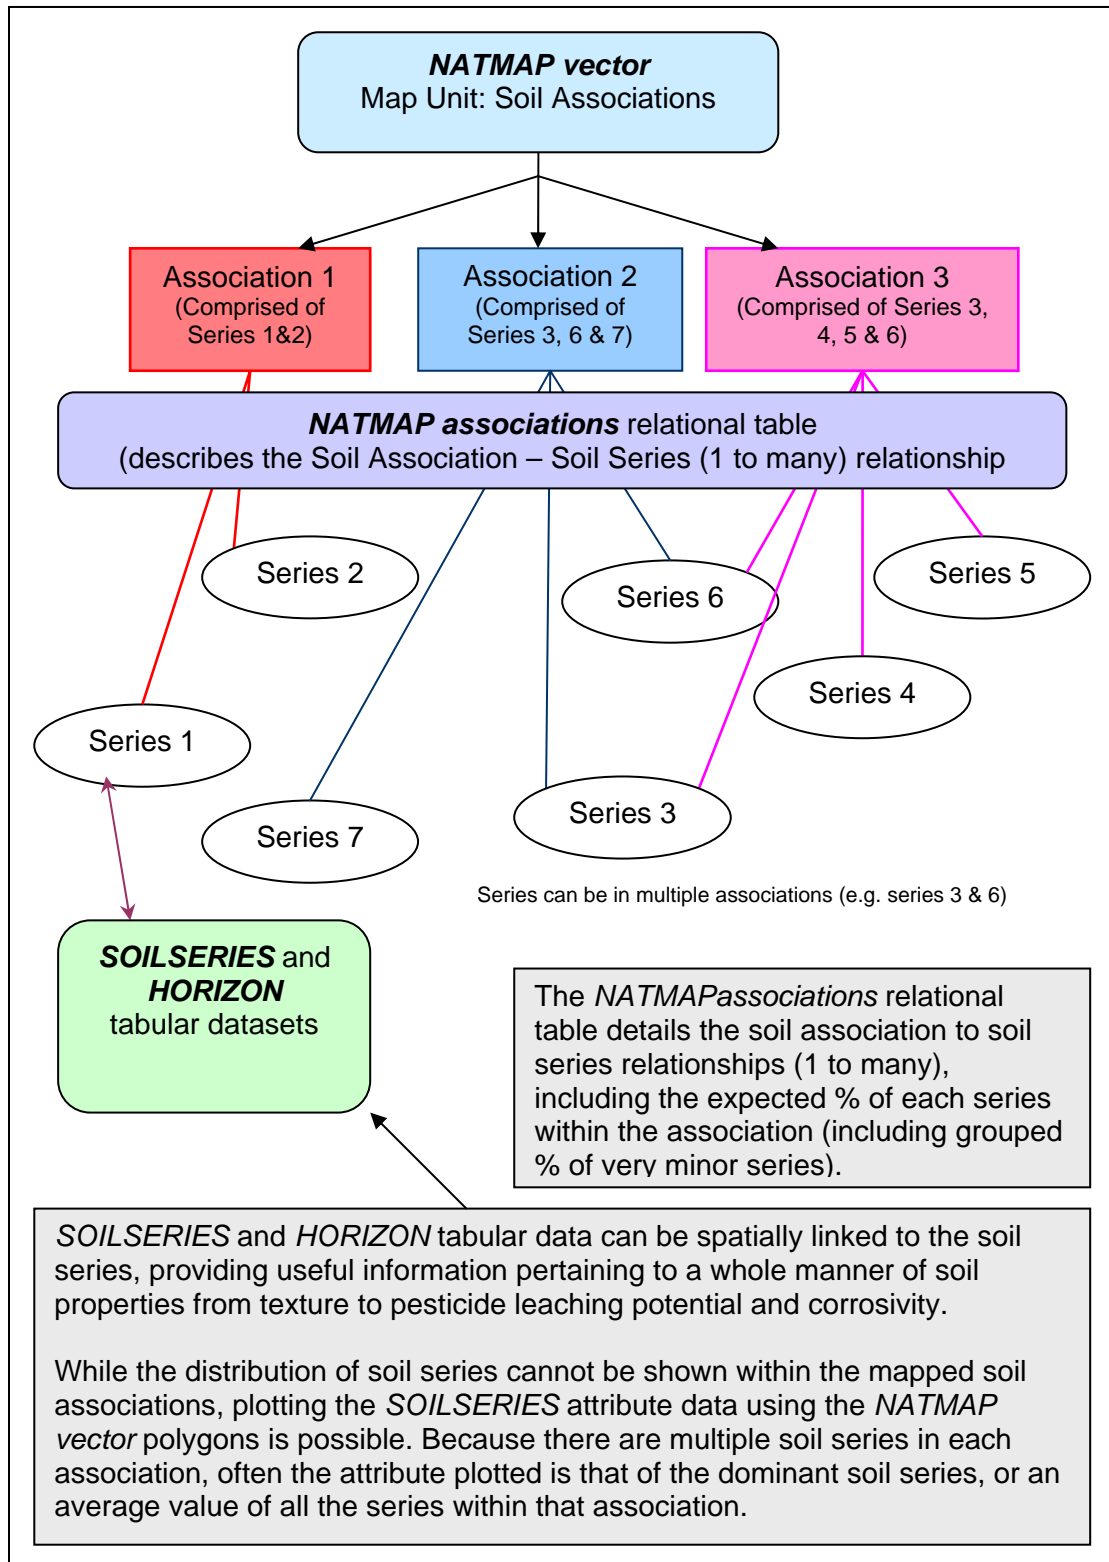 NATMAP vector
Map Unit: Soil Associations
Association 1
(Comprised of
Series 1&2)
Association 2
(Comprised of
Series 3, 6 & 7)
Association 3
(Comprised of Series 3,
4, 5 & 6)
NATMAP associations relational table
(describes the Soil Association – Soil Series (1 to many) relationship
Series 2
Series 6
Series 5
Series 4
Series 1
Series 7
Series 3
Series can be in multiple associations (e.g. series 3 & 6)
SOILSERIES and
HORIZON
tabular datasets
The NATMAPassociations relational
table details the soil association to soil
series relationships (1 to many),
including the expected % of each series
within the association (including grouped
% of very minor series).
SOILSERIES and HORIZON tabular data can be spatially linked to the soil
series, providing useful information pertaining to a whole manner of soil
properties from texture to pesticide leaching potential and corrosivity.
While the distribution of soil series cannot be shown within the mapped soil
associations, plotting the SOILSERIES attribute data using the NATMAP
vector polygons is possible. Because there are multiple soil series in each
association, often the attribute plotted is that of the dominant soil series, or an
average value of all the series within that association.